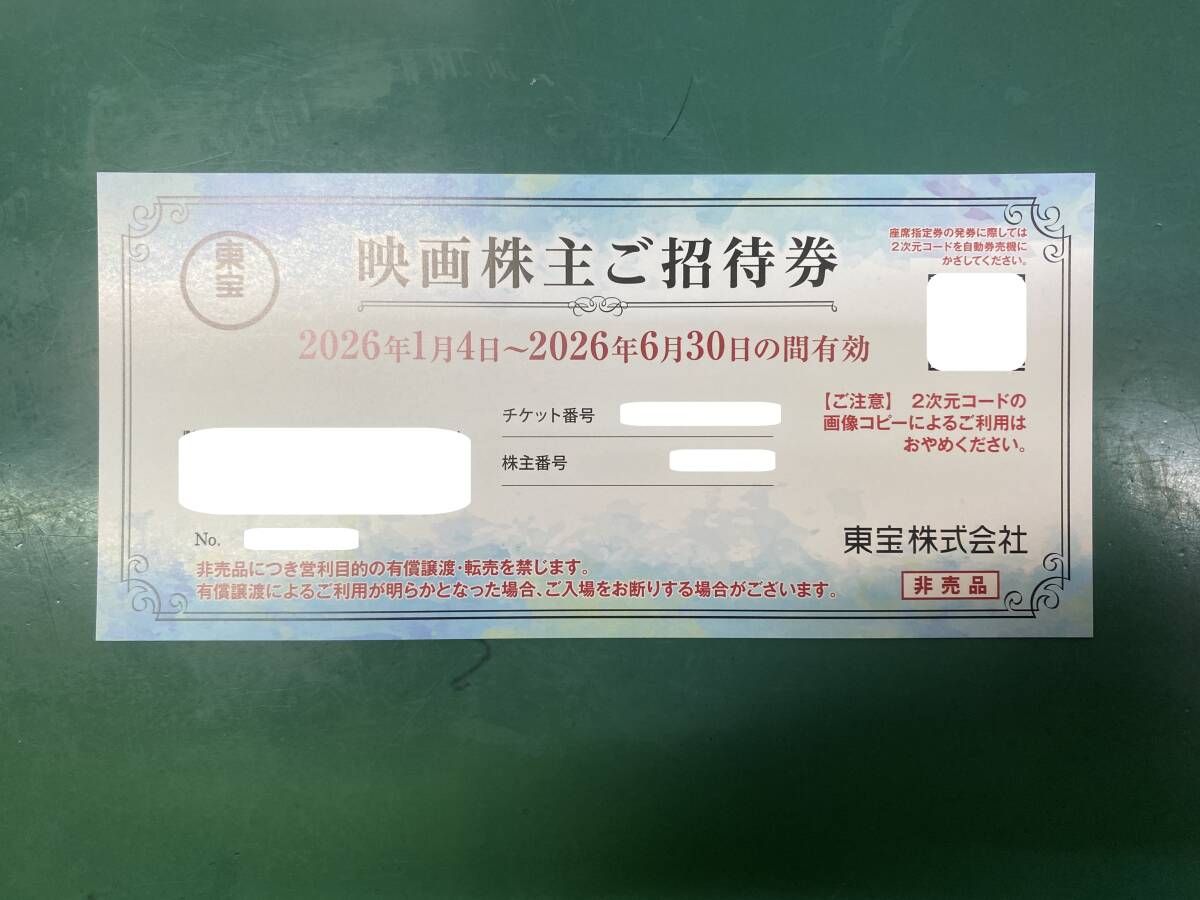 東宝
映画株主ご招待券
座席指定券の発券に際しては
2次元コードを自動券売機に
かざしてください。
2026年1月4日～2026年6月30日の間有効
チケット番号
株主番号
【ご注意】 2次元コードの
画像コピーによるご利用は
おやめください。
No.
東宝株式会社
非売品につき営利目的の有償譲渡・転売を禁じます。
有償譲渡によるご利用が明らかとなった場合、ご入場をお断りする場合がございます。
非売品